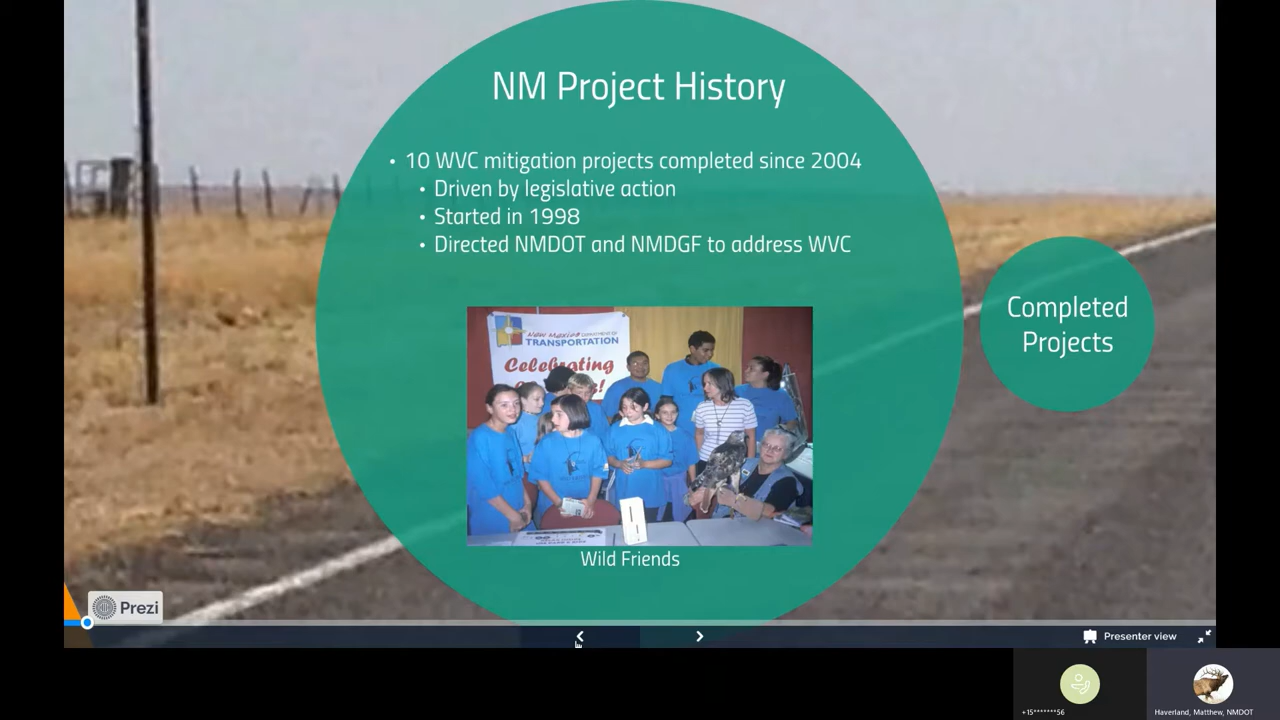 NM Project History
• 10 WVC mitigation projects completed since 2004
• Driven by legislative action
• Started in 1998
• Directed NMDOT and NMDGF to address WVC
Completed
Projects
New Mexico DEPARTMENT OF
TRANSPORTATION
Celebrating
Wild Friends
Prezi
Presenter view
+15*******56
Haverland, Matthew, NMDOT